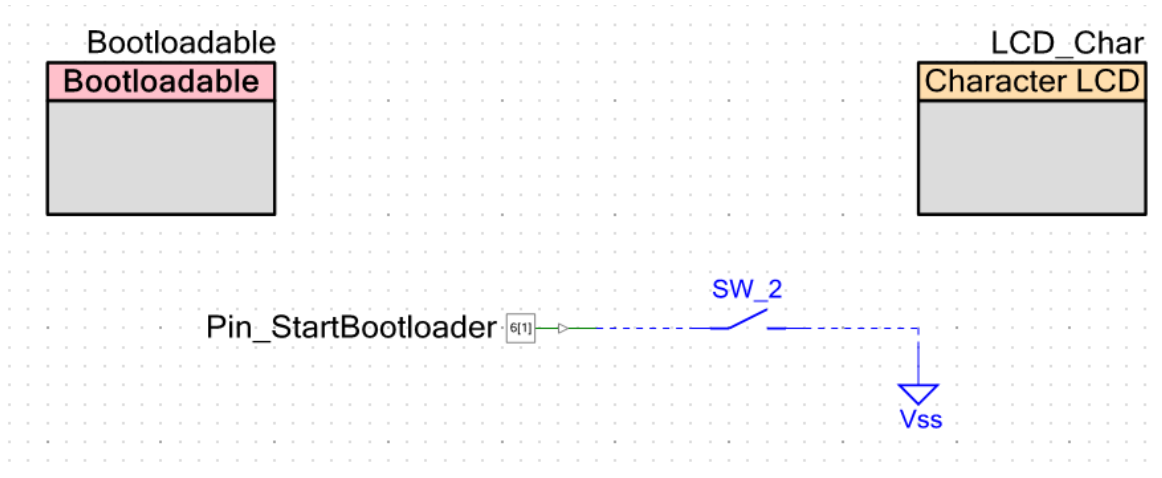 Bootloadable
Bootloadable
LCD_Char
Character LCD
SW_2
Pin_StartBootloader 6[1]
Vss